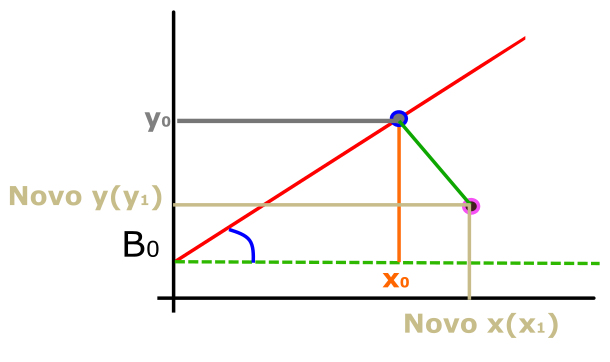 y₀
Novo y(y₁)
B₀
x₀
Novo x(x₁)